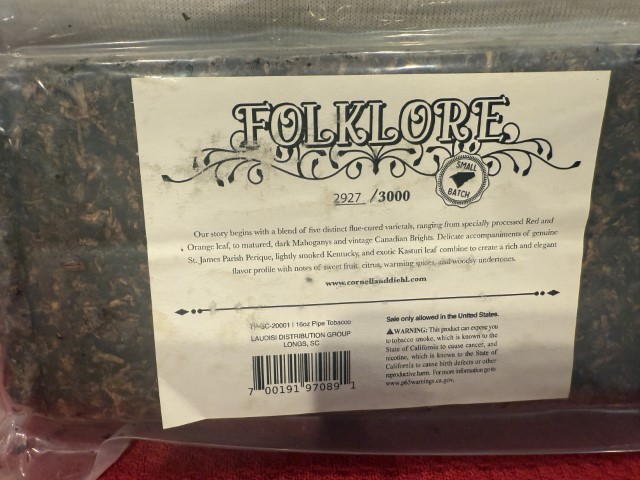 FOLKLORE
2927 /3000
SMALL
BATCH
Our story begins with a blend of five distinct flue-cured varietals, ranging from specially processed Red and
Orange leaf, to matured, dark Mahoganys and vintage Canadian Brights. Delicate accompaniments of genuine
St. James Parish Perique, lightly smoked Kentucky, and exotic Kasturi leaf combine to create a rich and elegant
flavor profile with notes of sweet fruit, citrus, warming spices, and woodsy undertones.
www.cornellanddiehl.com
SC-20001 | 16oz Pipe Tobacco
LAUDISI DISTRIBUTION GROUP
LONGS, SC
7 00191 97089 1
Sale only allowed in the United States.
⚠WARNING: This product can expose you
to tobacco smoke, which is known to the
State of California to cause cancer, and
nicotine, which is known to the State of
California to cause birth defects or other
reproductive harm. For more information go to
www.p65warnings.ca.gov.